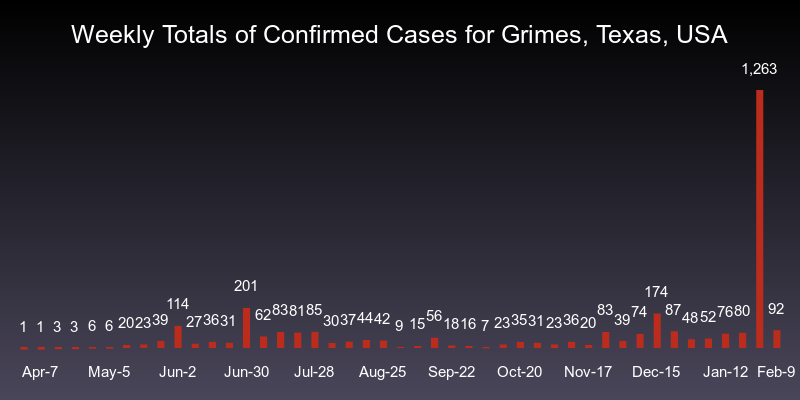 Weekly Totals of Confirmed Cases for Grimes, Texas, USA
1,263
201
174
114
1 1 3 3 6 6 20 23 39 27 36 31 62 83 81 85 30 37 44 42 9 15 56 18 16 7 23 35 31 23 36 20 83 39 74 87 48 52 76 80 92
Apr-7 May-5 Jun-2 Jun-30 Jul-28 Aug-25 Sep-22 Oct-20 Nov-17 Dec-15 Jan-12 Feb-9